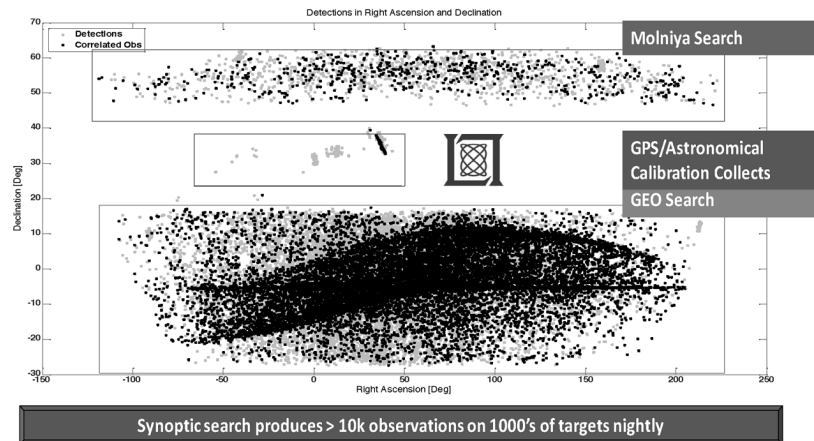 Detections in Right Ascension and Declination
Detections
Correlated Obs
Molniya Search
GPS/Astronomical
Calibration Collects
GEO Search
Declination [Deg]
70
60
50
40
30
20
10
0
-10
-20
-30
-150
-100
-50
0
50
100
150
200
250
Right Ascension [Deg]
Synoptic search produces > 10k observations on 1000's of targets nightly